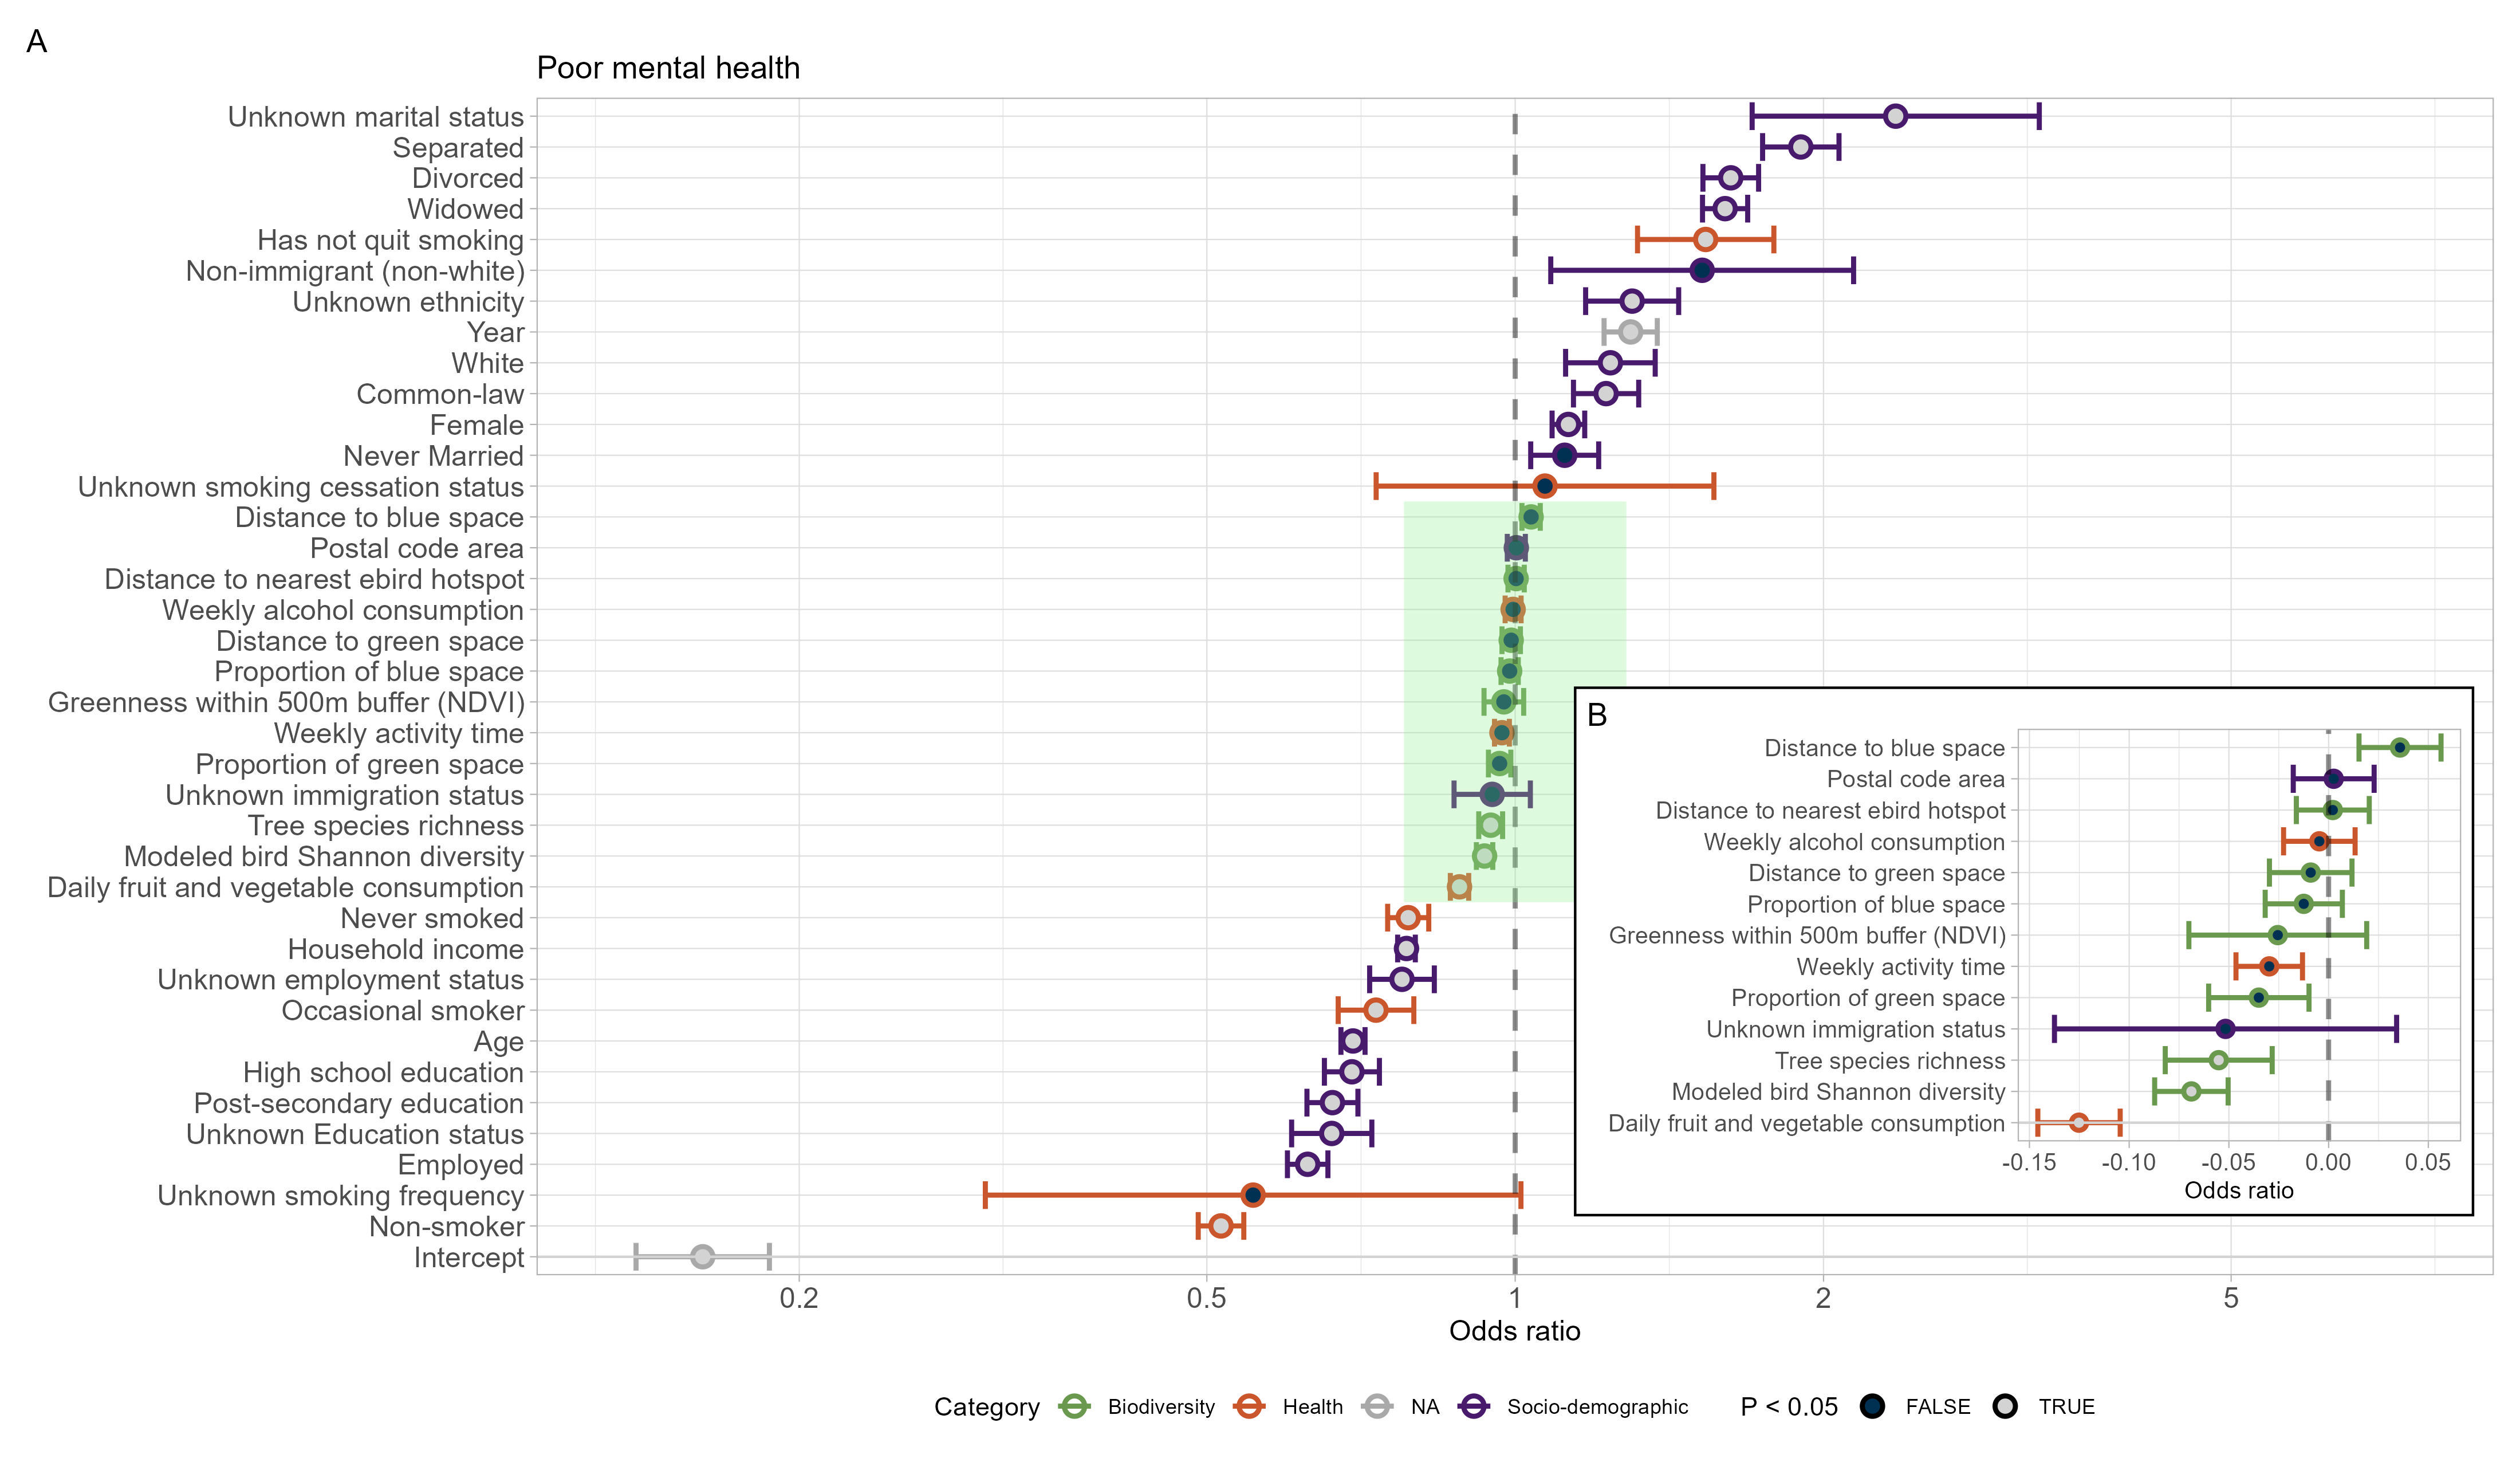 A
Poor mental health
Unknown marital status
Separated
Divorced
Widowed
Has not quit smoking
Non-immigrant (non-white)
Unknown ethnicity
Year
White
Common-law
Female
Never Married
Unknown smoking cessation status
Distance to blue space
Postal code area
Distance to nearest ebird hotspot
Weekly alcohol consumption
Distance to green space
Proportion of blue space
Greenness within 500m buffer (NDVI)
Weekly activity time
Proportion of green space
Unknown immigration status
Tree species richness
Modeled bird Shannon diversity
Daily fruit and vegetable consumption
Never smoked
Household income
Unknown employment status
Occasional smoker
Age
High school education
Post-secondary education
Unknown Education status
Employed
Unknown smoking frequency
Non-smoker
Intercept
0.2 0.5 1 2 5
Odds ratio
B
Distance to blue space
Postal code area
Distance to nearest ebird hotspot
Weekly alcohol consumption
Distance to green space
Proportion of blue space
Greenness within 500m buffer (NDVI)
Weekly activity time
Proportion of green space
Unknown immigration status
Tree species richness
Modeled bird Shannon diversity
Daily fruit and vegetable consumption
-0.15 -0.10 -0.05 0.00 0.05
Odds ratio
Category Biodiversity Health NA Socio-demographic P < 0.05 FALSE TRUE